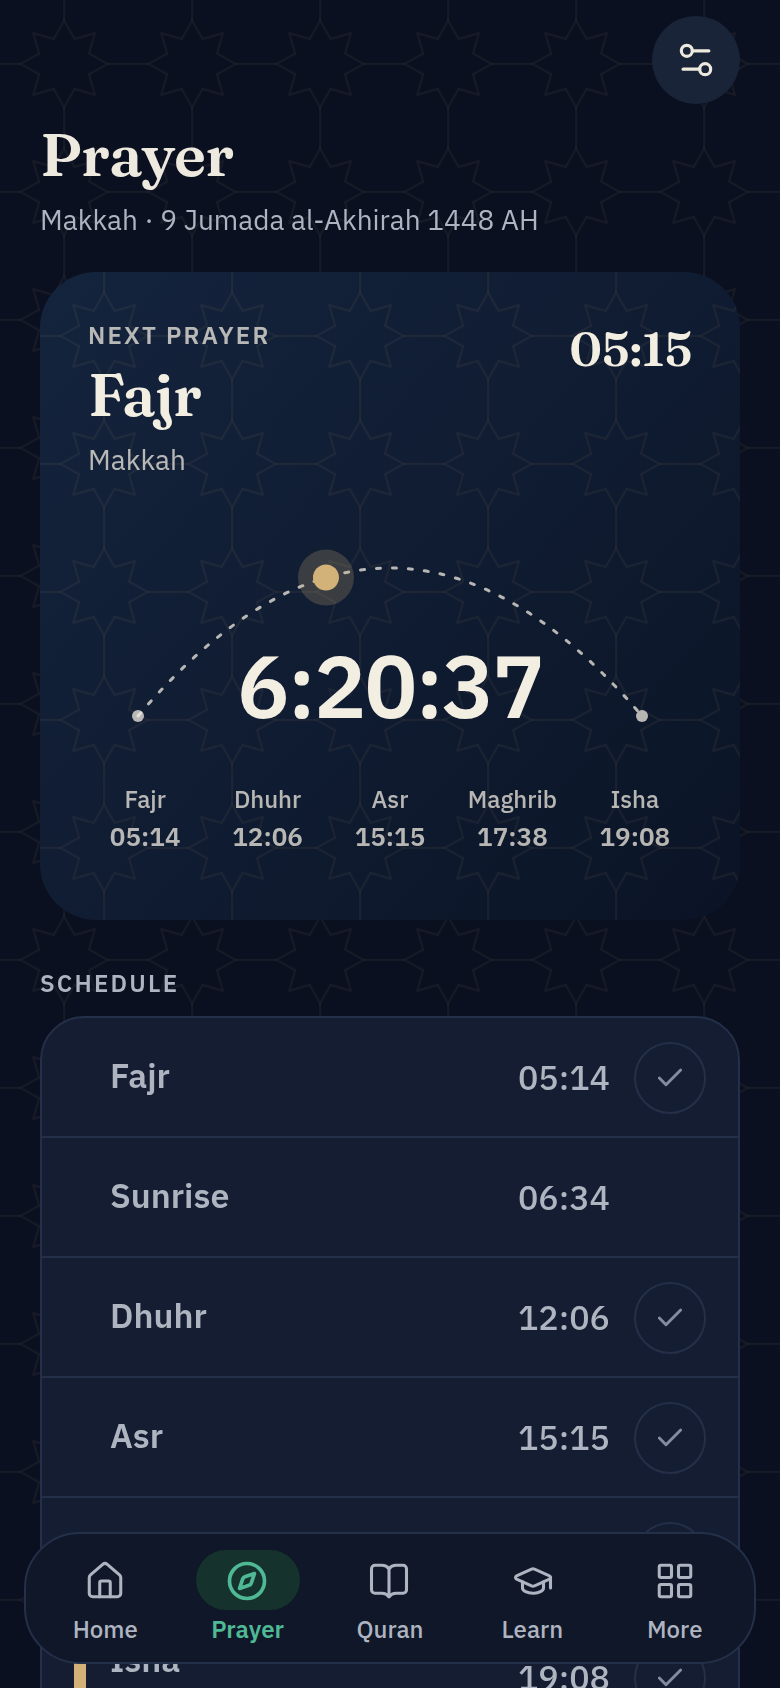 Prayer
Makkah · 9 Jumada al-Akhirah 1448 AH
NEXT PRAYER
05:15
Fajr
Makkah
6:20:37
Fajr Dhuhr Asr Maghrib Isha
05:14 12:06 15:15 17:38 19:08
SCHEDULE
Fajr 05:14
Sunrise 06:34
Dhuhr 12:06
Asr 15:15
Home Prayer Quran Learn More
Isha 19:08